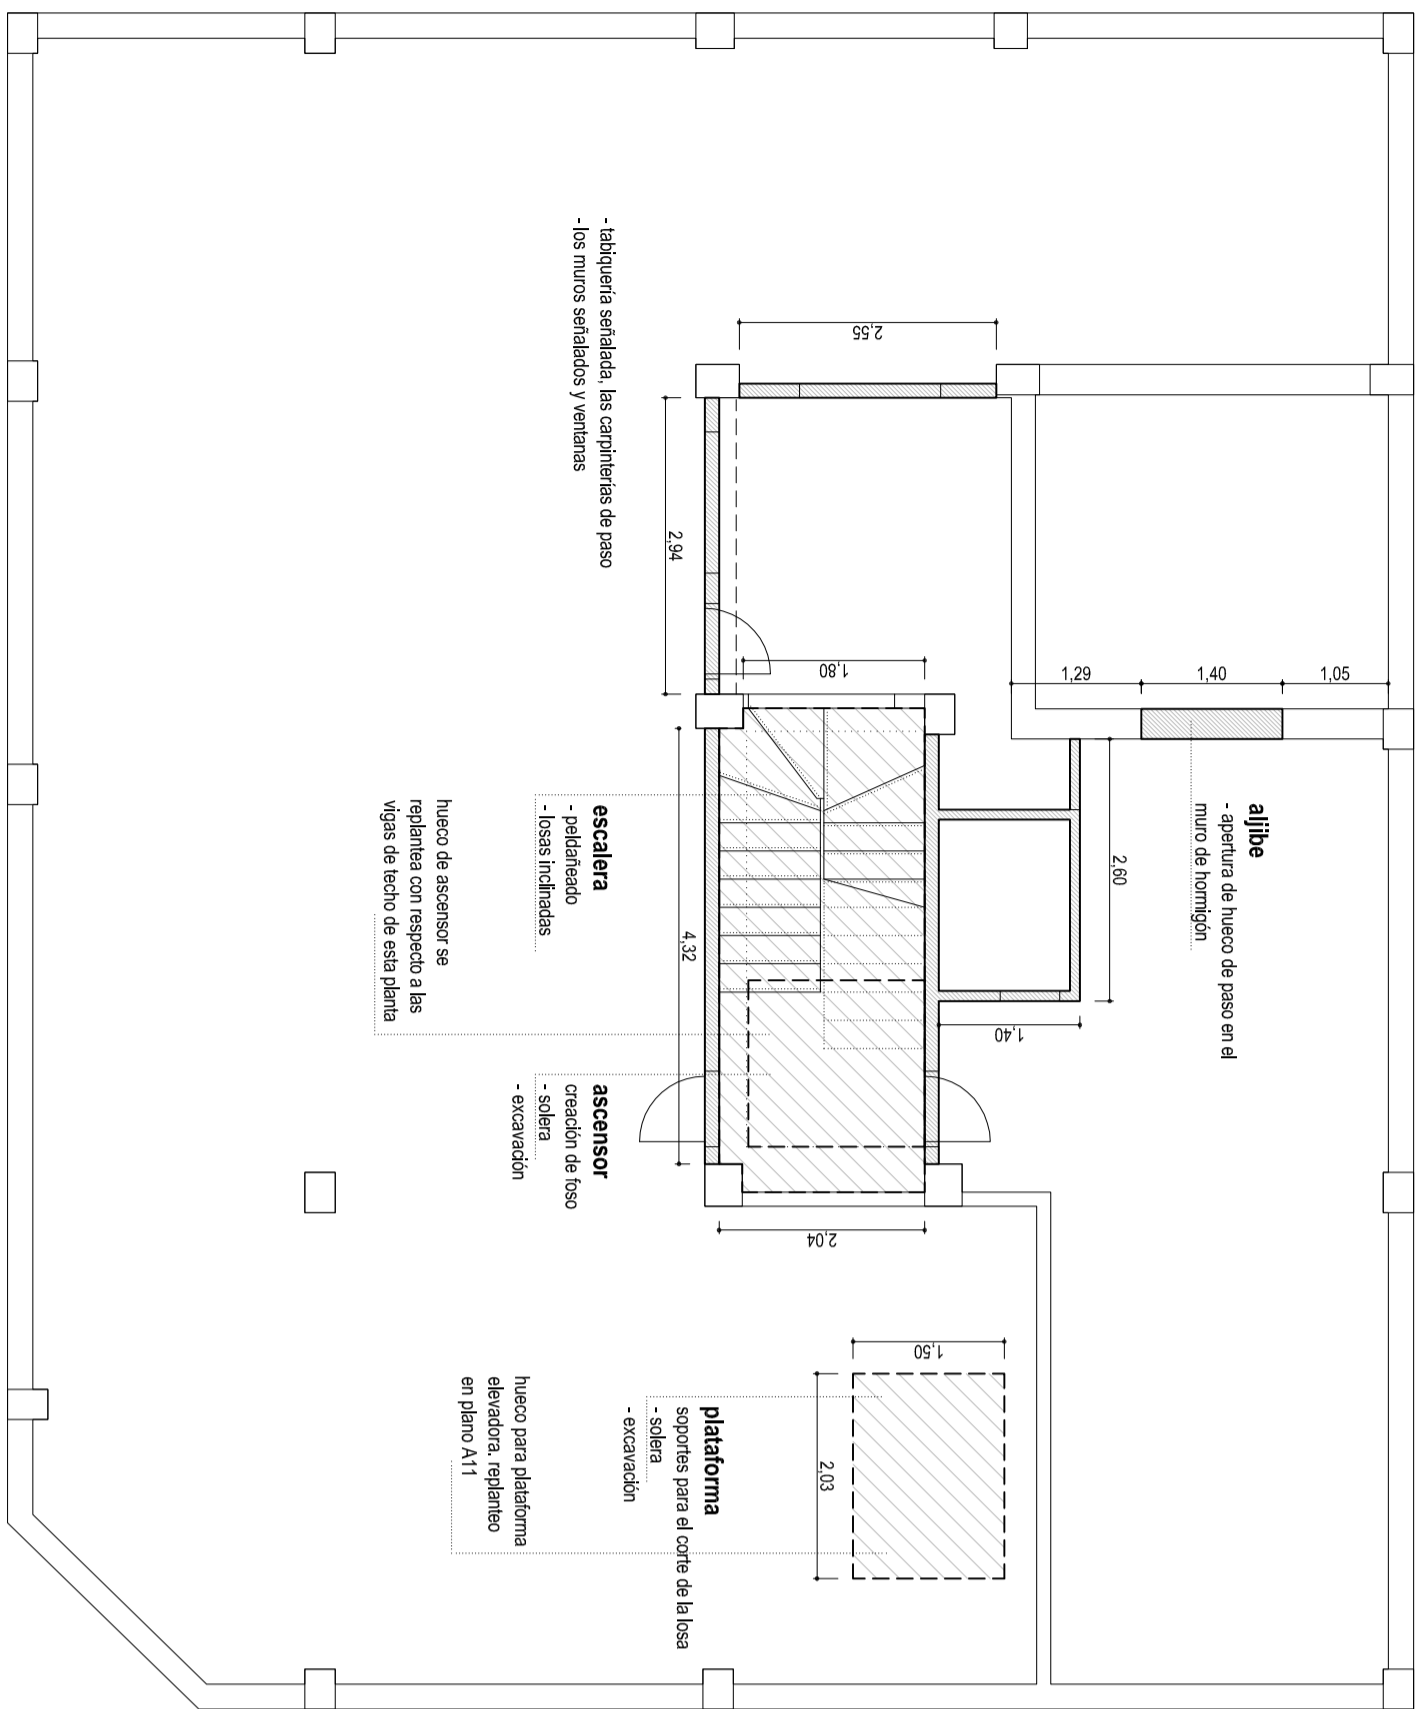 - tabiquería señalada, las carpinterías de paso
- los muros señalados y ventanas
2,55
2,94
1,80
1,29
1,40
1,05
aljibe
- apertura de hueco de paso en el
muro de hormigón
2,60
1,40
escalera
- peldañeado
- losas inclinadas
4,32
hueco de ascensor se
replantea con respecto a las
vigas de techo de esta planta
ascensor
creación de foso
- solera
- excavación
2,04
1,50
2,03
plataforma
soportes para el corte de la losa
- solera
- excavación
hueco para plataforma
elevadora. replanteo
en plano A11